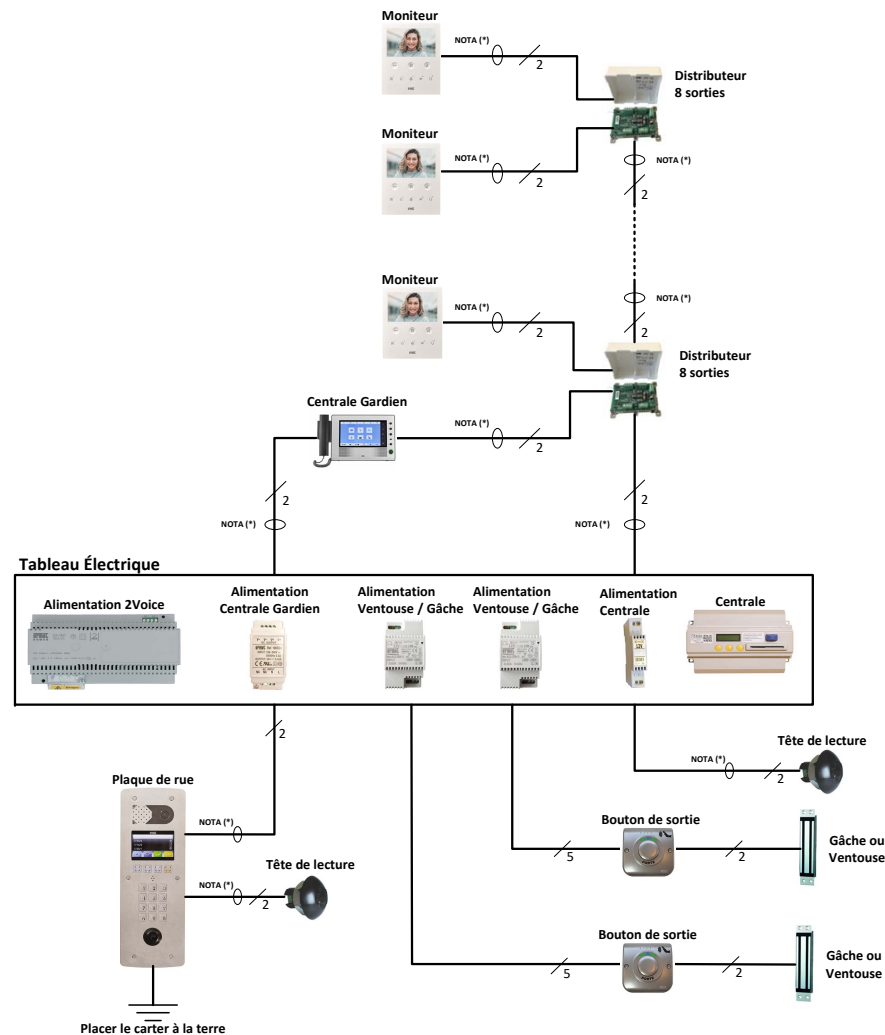 Moniteur
NOTA (*)
2
Distributeur
8 sorties
Moniteur
NOTA (*)
2
NOTA (*)
2
Moniteur
NOTA (*)
NOTA (*)
2
2
Distributeur
8 sorties
Centrale Gardien
NOTA (*)
2
2
2
NOTA (*)
NOTA (*)
Tableau Électrique
Alimentation 2Voice
Alimentation
Centrale Gardien
Alimentation
Ventouse / Gâche
Alimentation
Ventouse / Gâche
Alimentation
Centrale
Centrale
2
Tête de lecture
NOTA (*)
2
Plaque de rue
NOTA (*)
Bouton de sortie
5
2
Gâche ou
Ventouse
Tête de lecture
NOTA (*)
2
Bouton de sortie
5
2
Gâche ou
Ventouse
Placer le carter à la terre